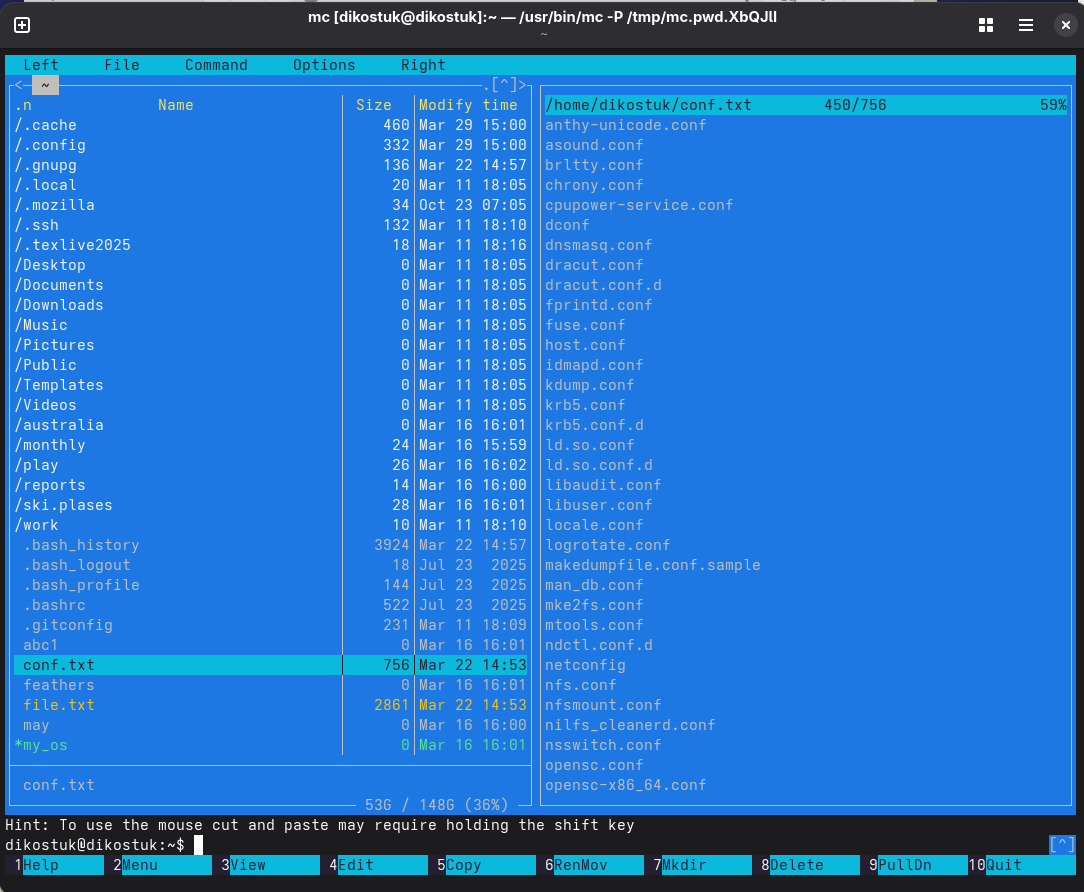 mc [dikostuk@dikostuk]:~ — /usr/bin/mc -P /tmp/mc.pwd.XbQJll
~
Left File Command Options Right
<─ ~ ─.[^]>
.n Name Size Modify time
/.cache 460 Mar 29 15:00
/.config 332 Mar 29 15:00
/.gnupg 136 Mar 22 14:57
/.local 20 Mar 11 18:05
/.mozilla 34 Oct 23 07:05
/.ssh 132 Mar 11 18:10
/.texlive2025 18 Mar 11 18:16
/Desktop 0 Mar 11 18:05
/Documents 0 Mar 11 18:05
/Downloads 0 Mar 11 18:05
/Music 0 Mar 11 18:05
/Pictures 0 Mar 11 18:05
/Public 0 Mar 11 18:05
/Templates 0 Mar 11 18:05
/Videos 0 Mar 11 18:05
/australia 0 Mar 16 16:01
/monthly 24 Mar 16 15:59
/play 26 Mar 16 16:02
/reports 14 Mar 16 16:00
/ski.plases 28 Mar 16 16:01
/work 10 Mar 11 18:10
.bash_history 3924 Mar 22 14:57
.bash_logout 18 Jul 23 2025
.bash_profile 144 Jul 23 2025
.bashrc 522 Jul 23 2025
.gitconfig 231 Mar 11 18:09
abc1 0 Mar 16 16:01
conf.txt 756 Mar 22 14:53
feathers 0 Mar 16 16:01
file.txt 2861 Mar 22 14:53
may 0 Mar 16 16:00
*my_os 0 Mar 16 16:01
conf.txt
53G / 148G (36%)
/home/dikostuk/conf.txt 450/756 59%
anthy-unicode.conf
asound.conf
brltty.conf
chrony.conf
cpupower-service.conf
dconf
dnsmasq.conf
dracut.conf
dracut.conf.d
fprintd.conf
fuse.conf
host.conf
idmapd.conf
kdump.conf
krb5.conf
krb5.conf.d
ld.so.conf
ld.so.conf.d
libaudit.conf
libuser.conf
locale.conf
logrotate.conf
makedumpfile.conf.sample
man_db.conf
mke2fs.conf
mtools.conf
ndctl.conf.d
netconfig
nfs.conf
nfsmount.conf
nilfs_cleanerd.conf
nsswitch.conf
opensc.conf
opensc-x86_64.conf
Hint: To use the mouse cut and paste may require holding the shift key
dikostuk@dikostuk:~$ [^]
1Help 2Menu 3View 4Edit 5Copy 6RenMov 7Mkdir 8Delete 9PullDn 10Quit